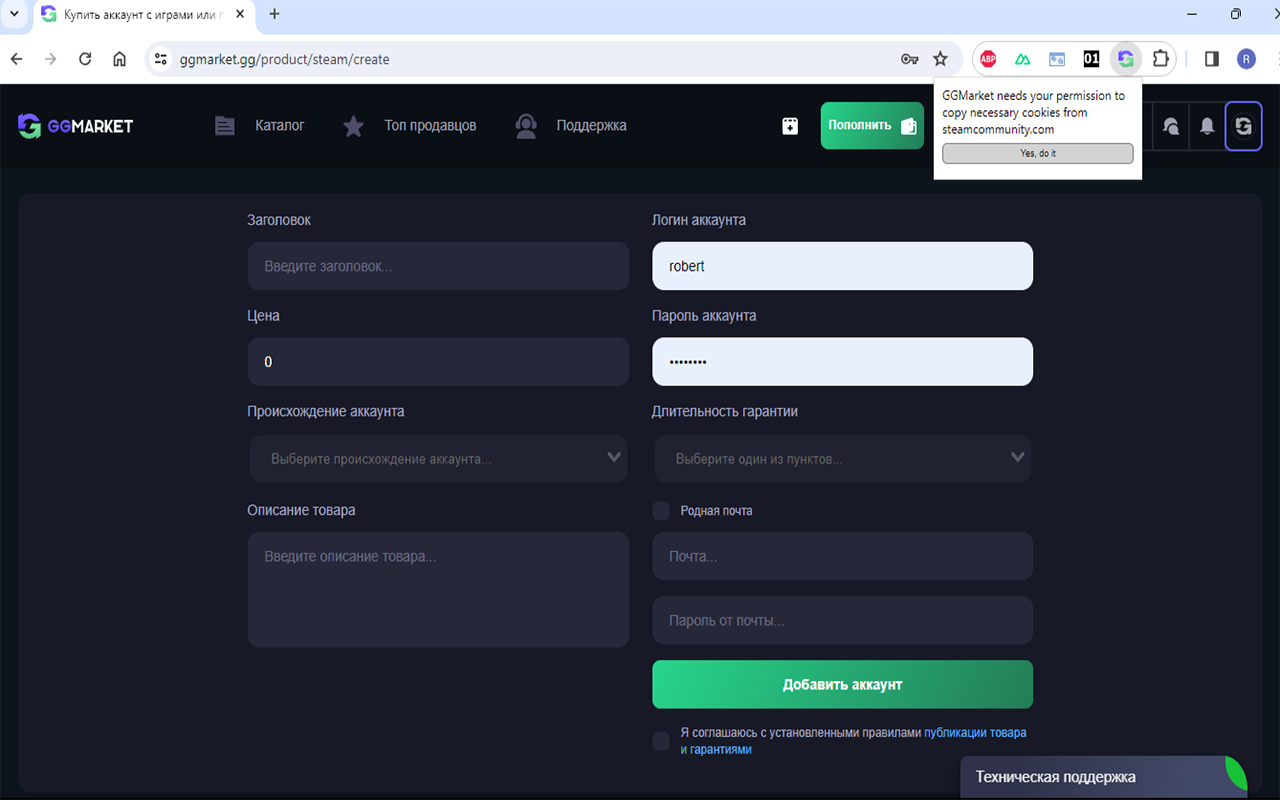 Купить аккаунт с играми или г
ggmarket.gg/product/steam/create
ABP
01
R
GGMarket needs your permission to
copy necessary cookies from
steamcommunity.com
Yes, do it
GGMARKET
Каталог
Топ продавцов
Поддержка
Пополнить
Заголовок
Введите заголовок...
Логин аккаунта
robert
Цена
0
Пароль аккаунта
••••••••
Происхождение аккаунта
Выберите происхождение аккаунта...
Длительность гарантии
Выберите один из пунктов...
Описание товара
Введите описание товара...
Родная почта
Почта...
Пароль от почты...
Добавить аккаунт
Я соглашаюсь с установленными правилами публикации товара
и гарантиями
Техническая поддержка